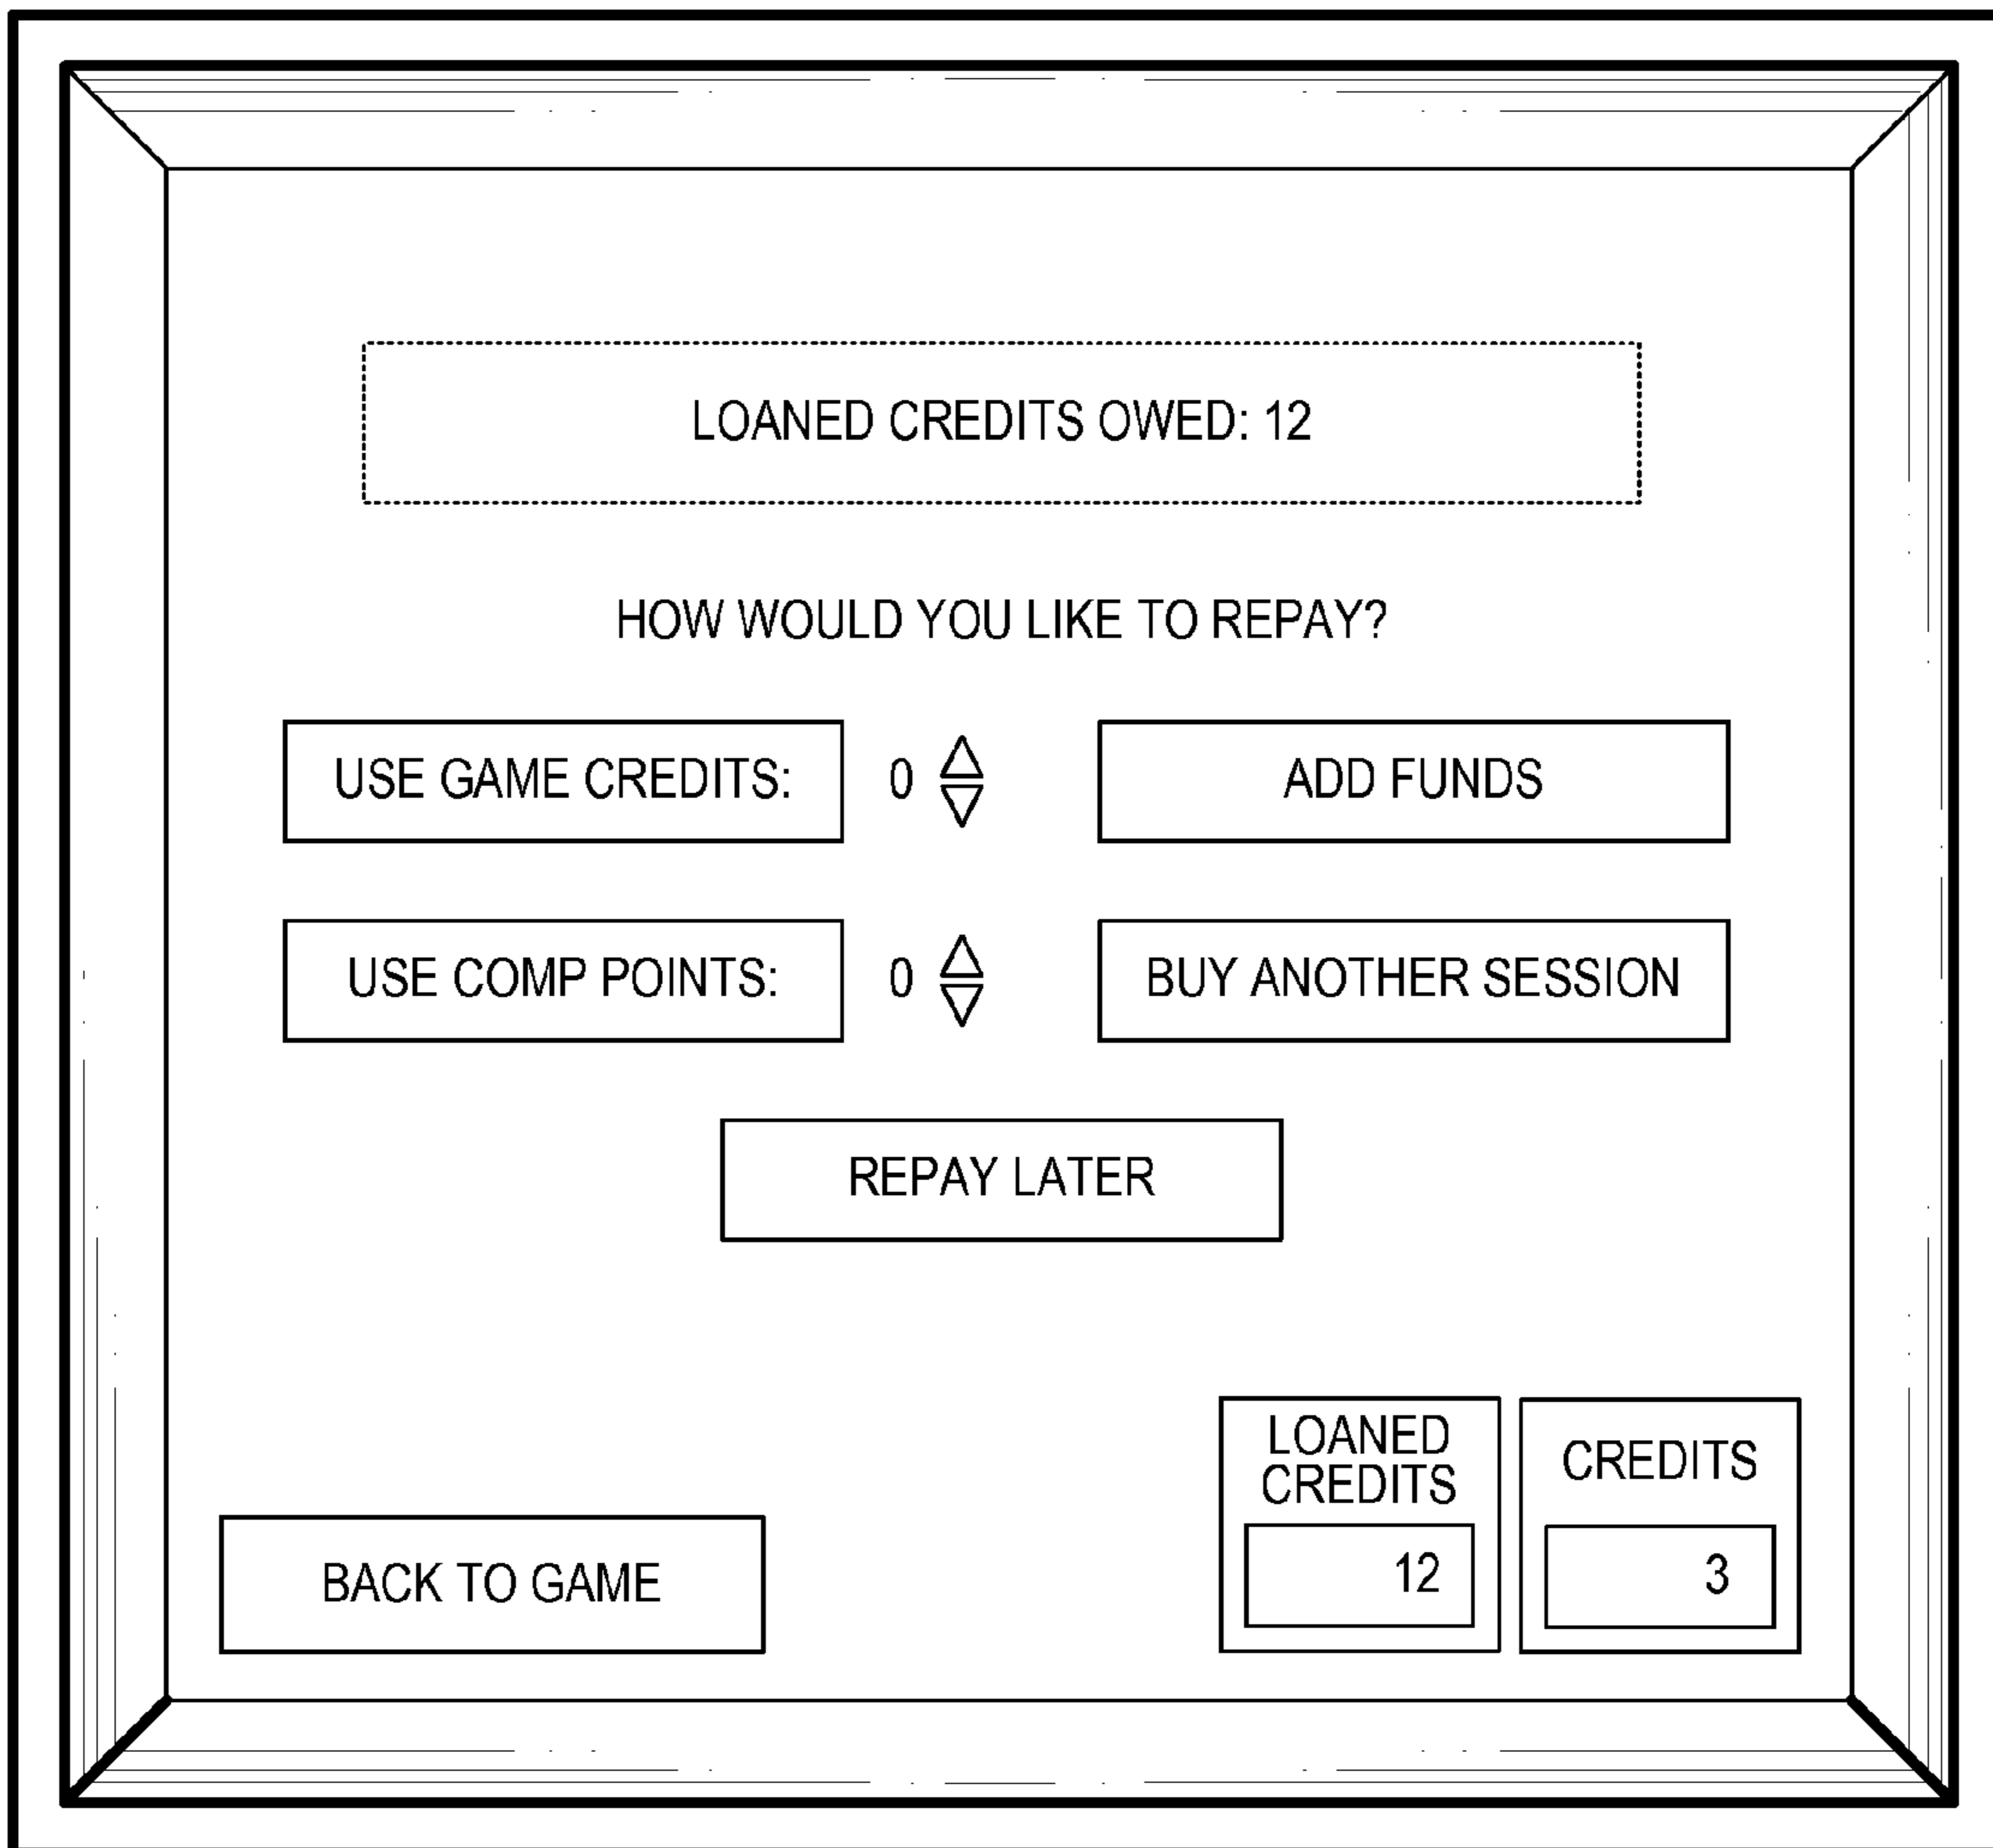 LOANED CREDITS OWED: 12
HOW WOULD YOU LIKE TO REPAY?
USE GAME CREDITS: 0 ADD FUNDS
USE COMP POINTS: 0 BUY ANOTHER SESSION
REPAY LATER
LOANED
CREDITS
12
CREDITS
3
BACK TO GAME